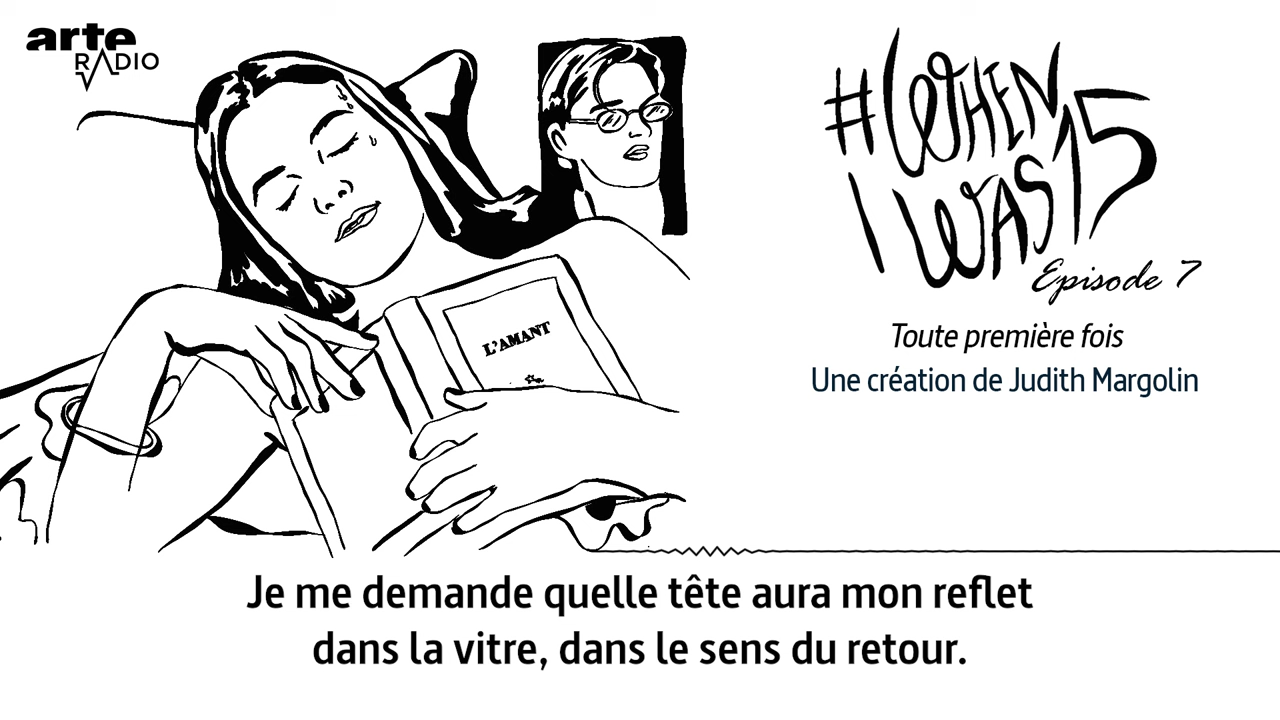 arte
RADIO
#WHEN
I WAS 15
Episode 7
Toute première fois
Une création de Judith Margolin
L'AMANT
Je me demande quelle tête aura mon reflet
dans la vitre, dans le sens du retour.